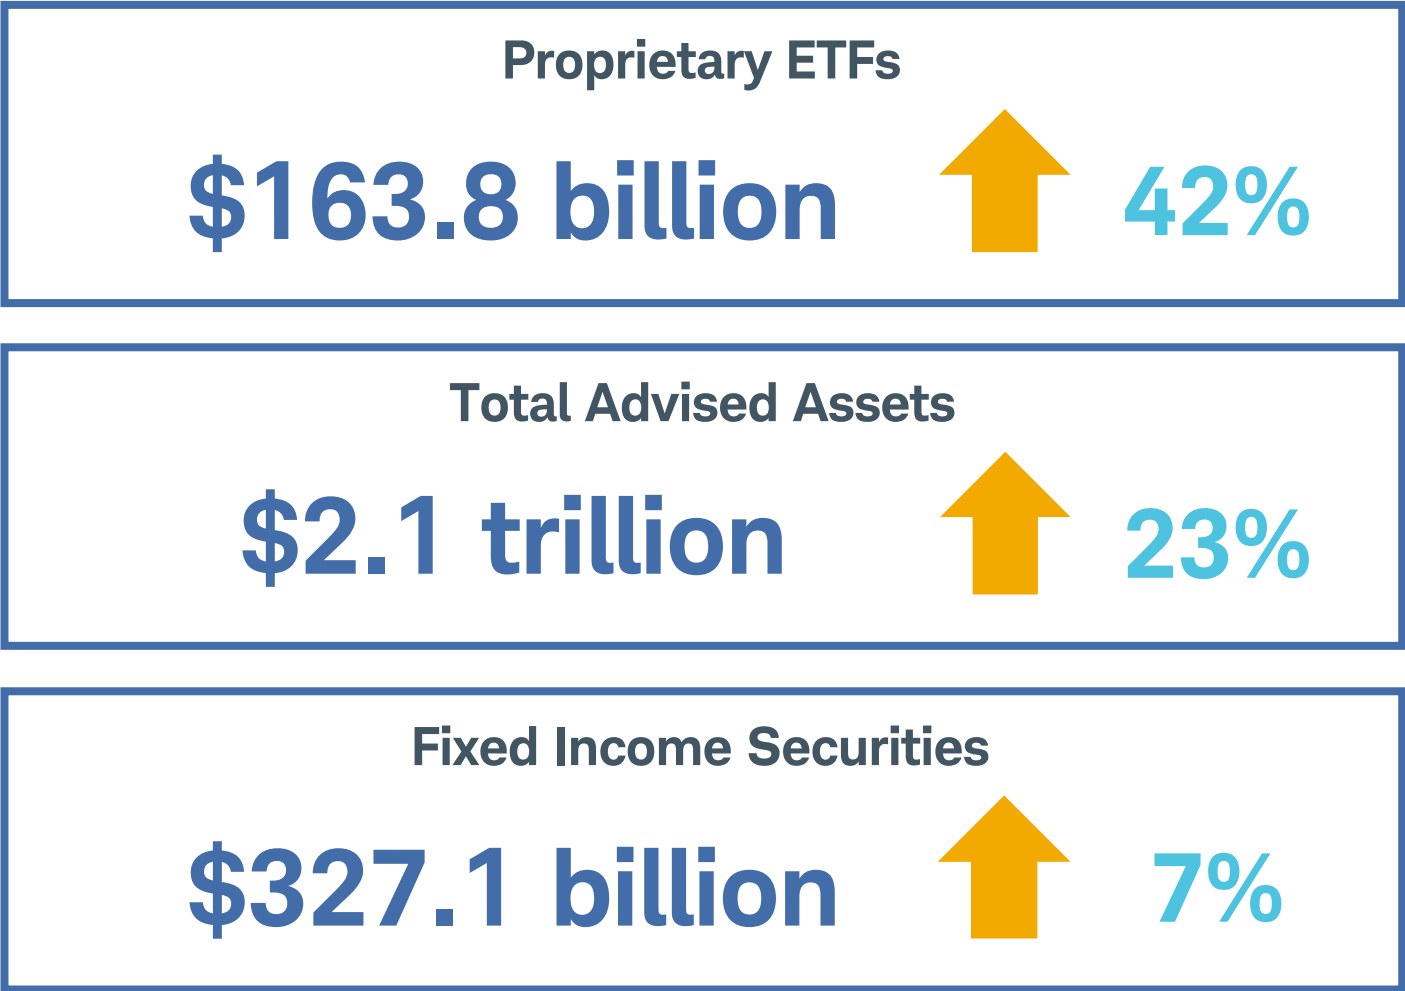 Proprietary ETFs
$163.8 billion 42%
Total Advised Assets
$2.1 trillion 23%
Fixed Income Securities
$327.1 billion 7%